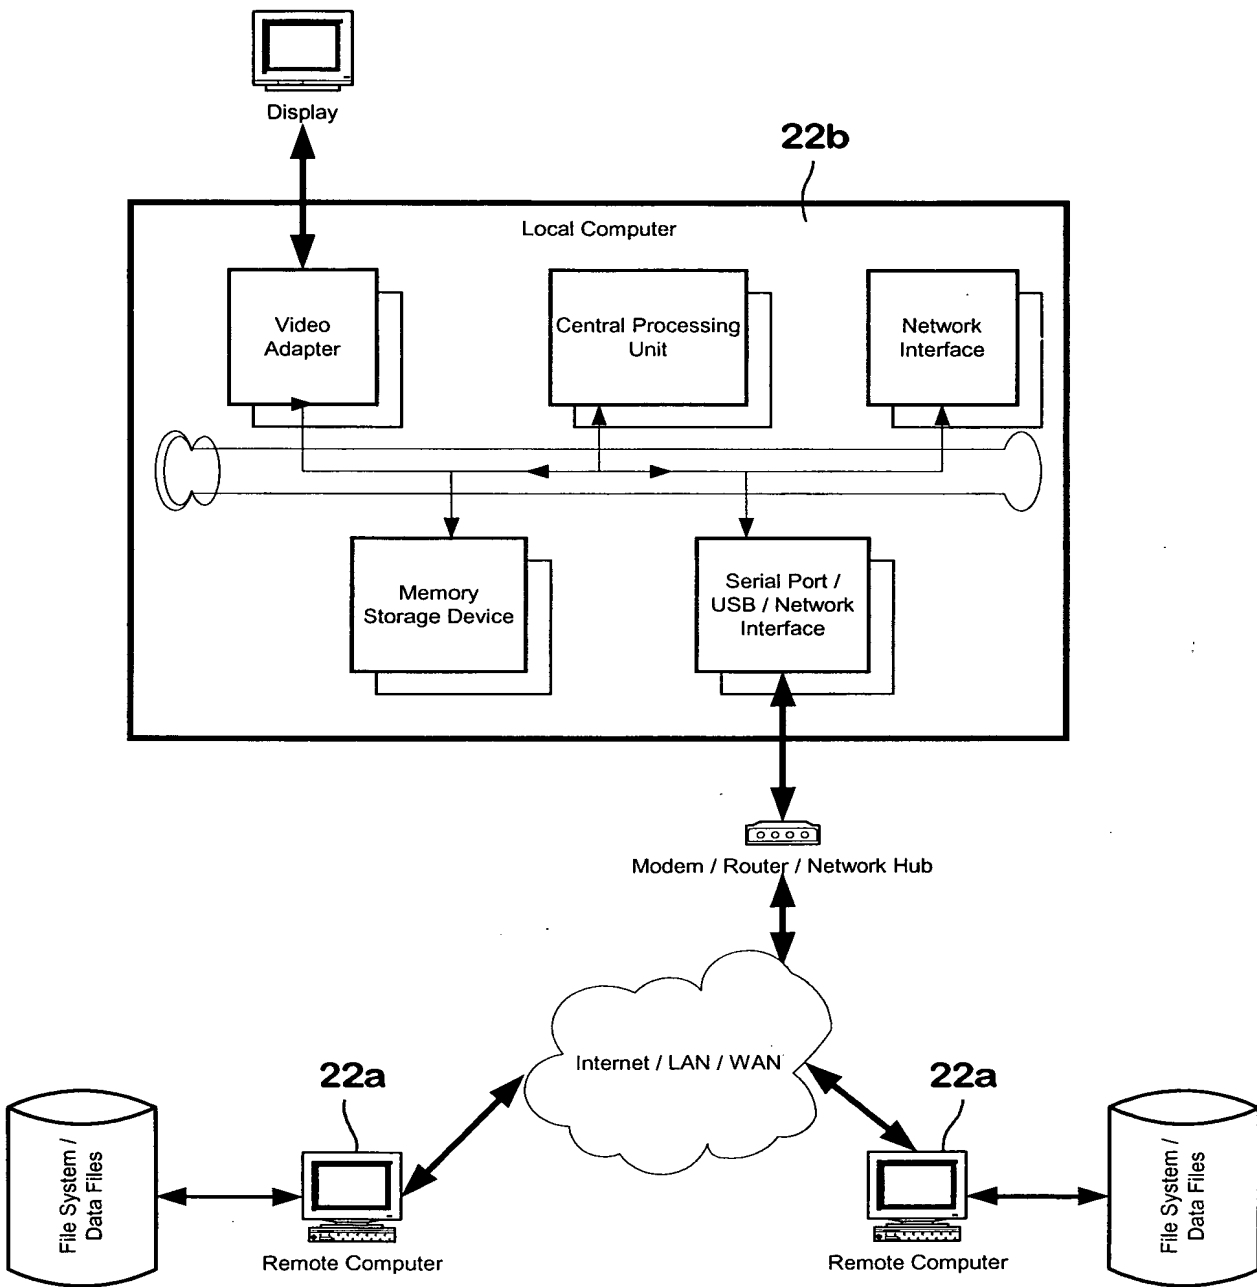 Display
22b
Local Computer
Video
Adapter
Central Processing
Unit
Network
Interface
Memory
Storage Device
Serial Port /
USB / Network
Interface
Modem / Router / Network Hub
Internet / LAN / WAN
22a
22a
File System /
Data Files
Remote Computer
Remote Computer
File System /
Data Files